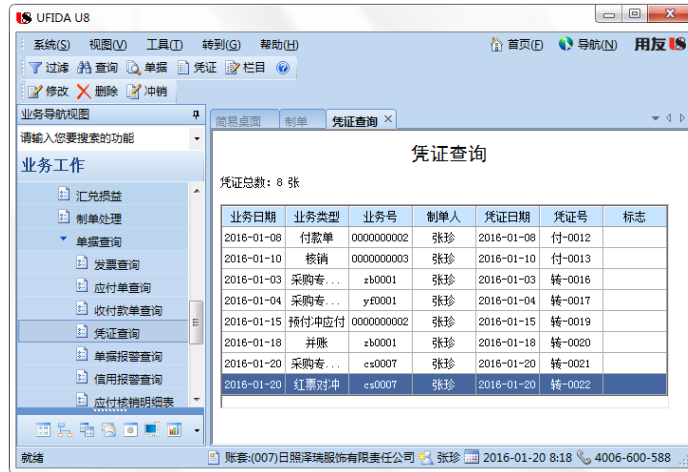 UFIDA U8
系统(S) 视图(V) 工具(T) 转到(G) 帮助(H) 首页(F) 导航(N) 用友
过滤 查询 单据 凭证 栏目
修改 删除 冲销
业务导航视图
简易桌面 制单 凭证查询
请输入您要搜索的功能
凭证查询
业务工作
凭证总数: 8 张
汇兑损益
制单处理
单据查询
发票查询
应付单查询
收付款单查询
凭证查询
单据报警查询
信用报警查询
应付核销明细表
业务日期 业务类型 业务号 制单人 凭证日期 凭证号 标志
2016-01-08 付款单 0000000002 张珍 2016-01-08 付-0012
2016-01-10 核销 0000000003 张珍 2016-01-10 付-0013
2016-01-03 采购专... zb0001 张珍 2016-01-03 转-0016
2016-01-04 采购专... yf0001 张珍 2016-01-04 转-0017
2016-01-15 预付冲应付 0000000002 张珍 2016-01-15 转-0019
2016-01-18 并账 zb0001 张珍 2016-01-18 转-0020
2016-01-20 采购专... cs0007 张珍 2016-01-20 转-0021
2016-01-20 红票对冲 cs0007 张珍 2016-01-20 转-0022
就绪 账套:(007)日照泽瑞服饰有限责任公司 张珍 2016-01-20 8:18 4006-600-588